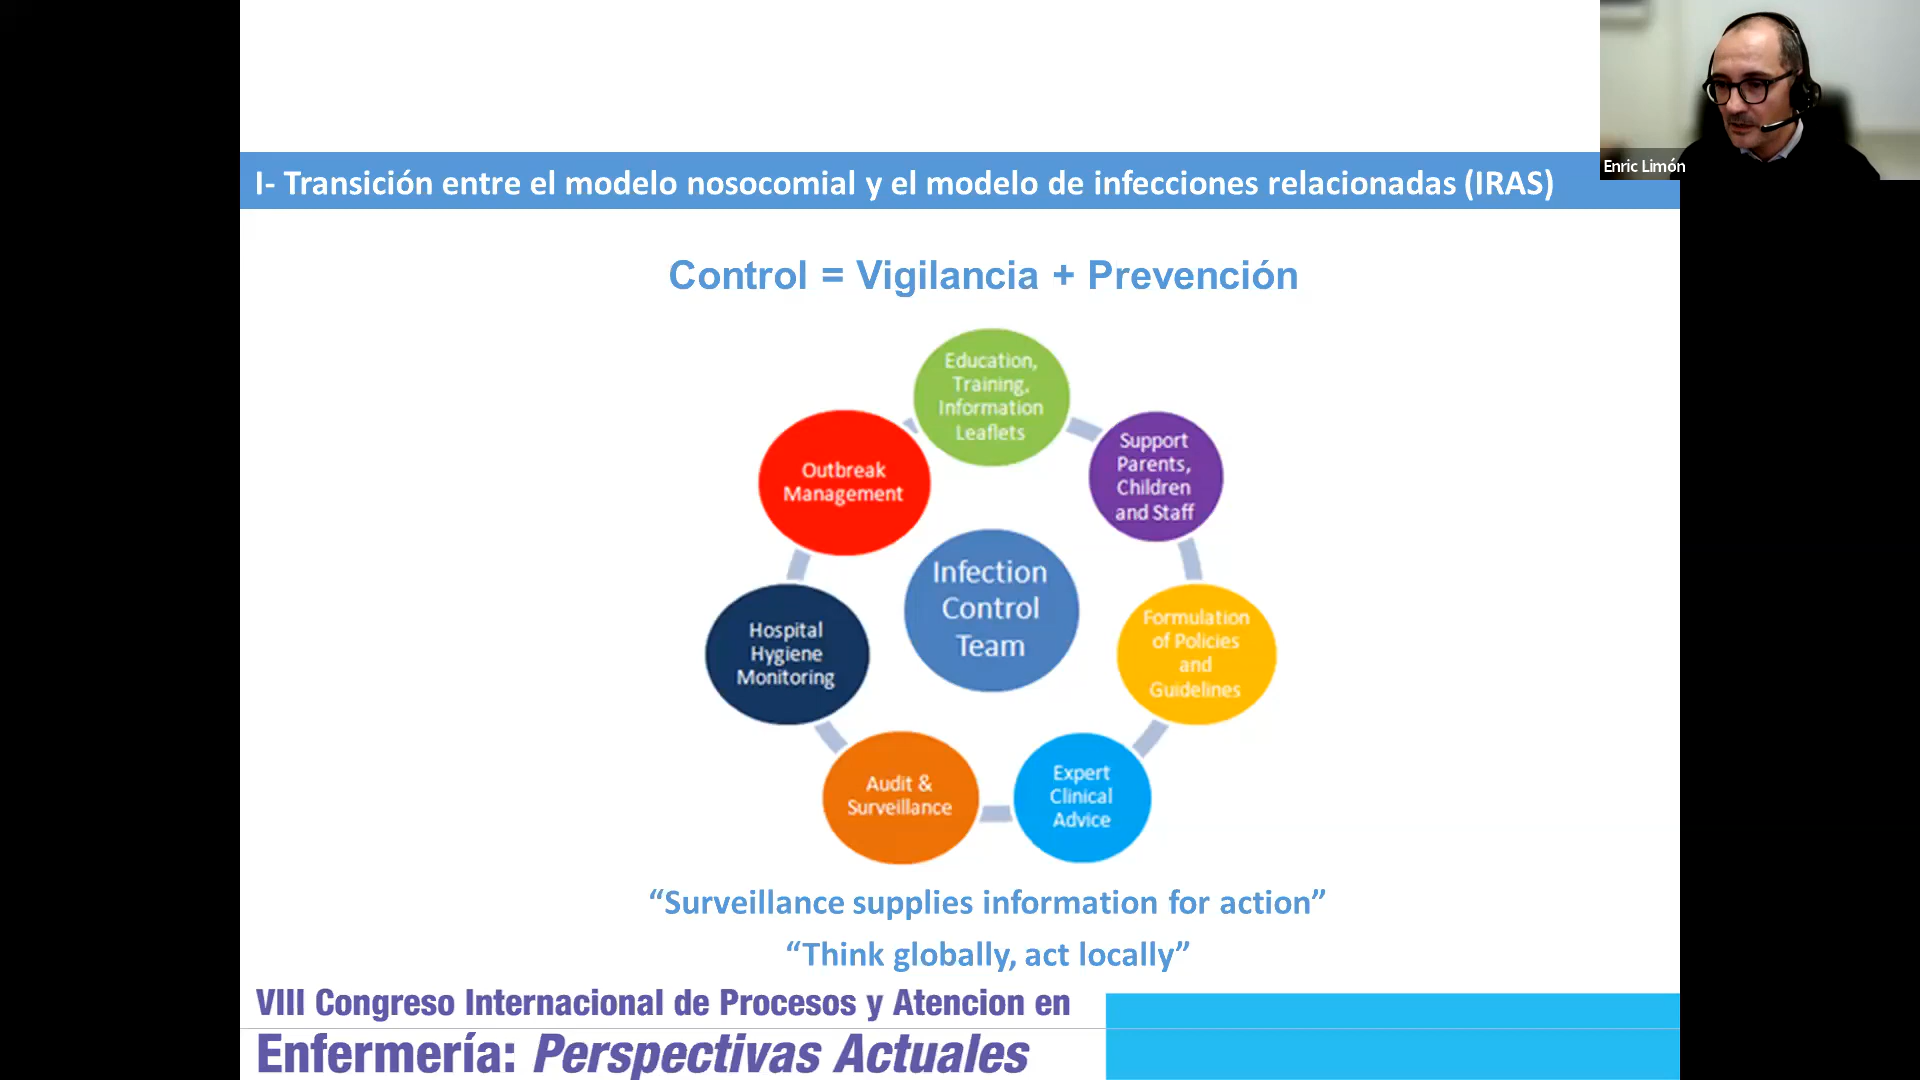 Enric Limón
I- Transición entre el modelo nosocomial y el modelo de infecciones relacionadas (IRAS)
Control = Vigilancia + Prevención
Education,
Training,
Information
Leaflets
Support
Parents,
Children
and Staff
Formulation
of Policies
and
Guidelines
Expert
Clinical
Advice
Audit &
Surveillance
Hospital
Hygiene
Monitoring
Outbreak
Management
Infection
Control
Team
“Surveillance supplies information for action”
“Think globally, act locally”
VIII Congreso Internacional de Procesos y Atencion en
Enfermería: Perspectivas Actuales